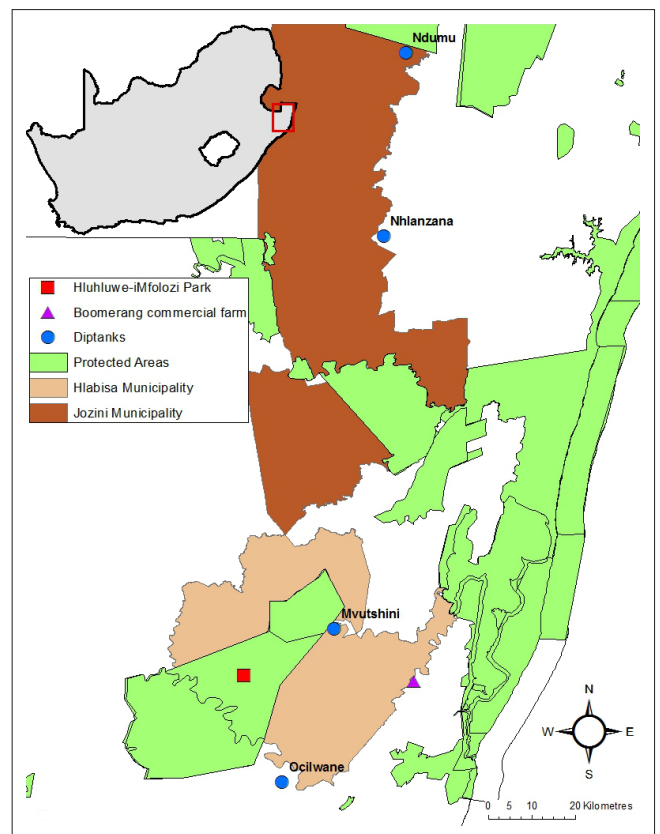 Ndumu
Nhlanzana
Hluhluwe-iMfolozi Park
Boomerang commercial farm
Diptanks
Protected Areas
Hlabisa Municipality
Jozini Municipality
Mvutshini
Ocilwane
N
W E
S
0 5 10 20 Kilometres